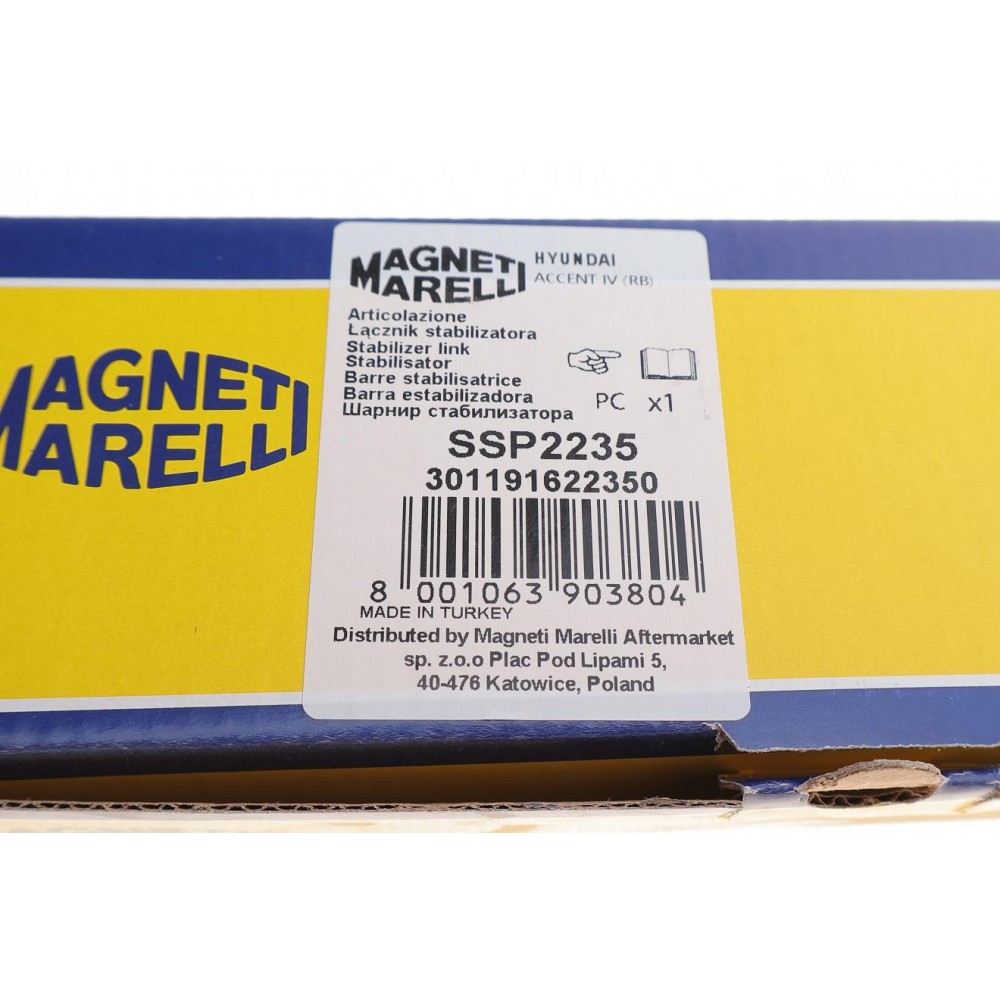 MAGNETI
MARELLI
HYUNDAI
ACCENT IV (RB)
Articolazione
Łącznik stabilizatora
Stabilizer link
Stabilisator
Barre stabilisatrice
Barra estabilizadora
Шарнир стабилизатора
PC x1
SSP2235
301191622350
8 001063 903804
MADE IN TURKEY
Distributed by Magneti Marelli Aftermarket
sp. z.o.o Plac Pod Lipami 5,
40-476 Katowice, Poland
MAGNETI
MARELLI